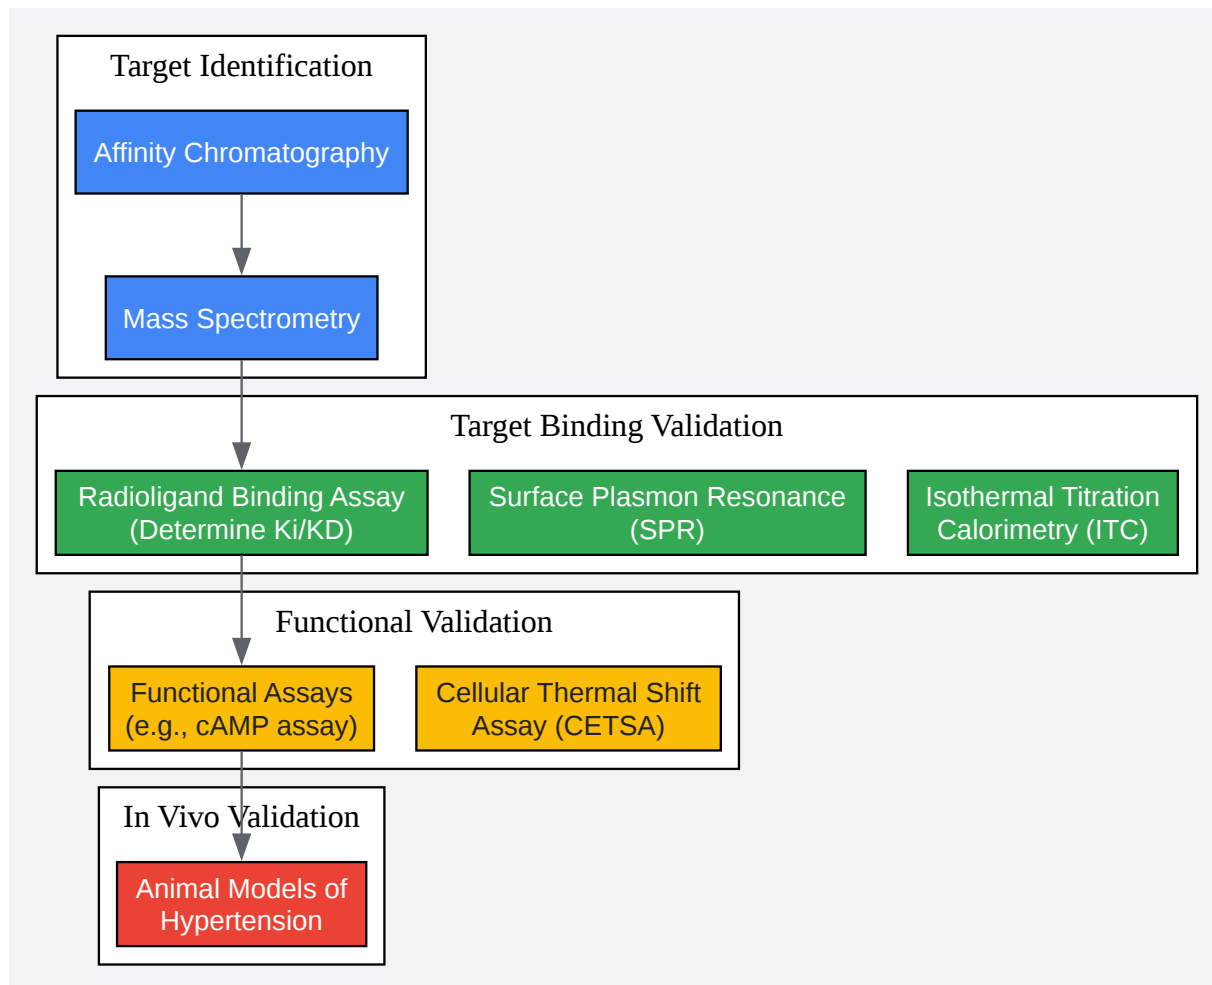 Target Identification
Affinity Chromatography
Mass Spectrometry
Target Binding Validation
Radioligand Binding Assay
(Determine Ki/KD)
Surface Plasmon Resonance
(SPR)
Isothermal Titration
Calorimetry (ITC)
Functional Validation
Functional Assays
(e.g., cAMP assay)
Cellular Thermal Shift
Assay (CETSA)
In Vivo Validation
Animal Models of
Hypertension